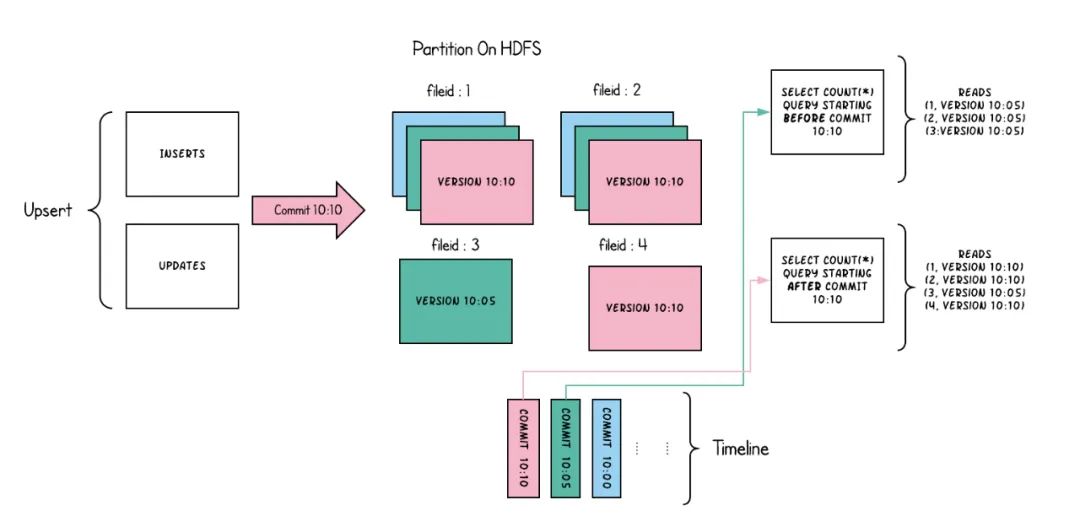 Partition On HDFS
fileid : 1
fileid : 2
VERSION 10:10
VERSION 10:10
fileid : 3
fileid : 4
VERSION 10:05
VERSION 10:10
Upsert
INSERTS
UPDATES
Commit 10:10
SELECT COUNT(*)
QUERY STARTING
BEFORE COMMIT
10:10
READS
(1, VERSION 10:05)
(2, VERSION 10:05)
(3:VERSION 10:05)
SELECT COUNT(*)
QUERY STARTING
AFTER COMMIT
10:10
READS
(1, VERSION 10:10)
(2, VERSION 10:10)
(3, VERSION 10:05)
(4, VERSION 10:10)
COMMIT 10:10
COMMIT 10:05
COMMIT 10:00
Timeline